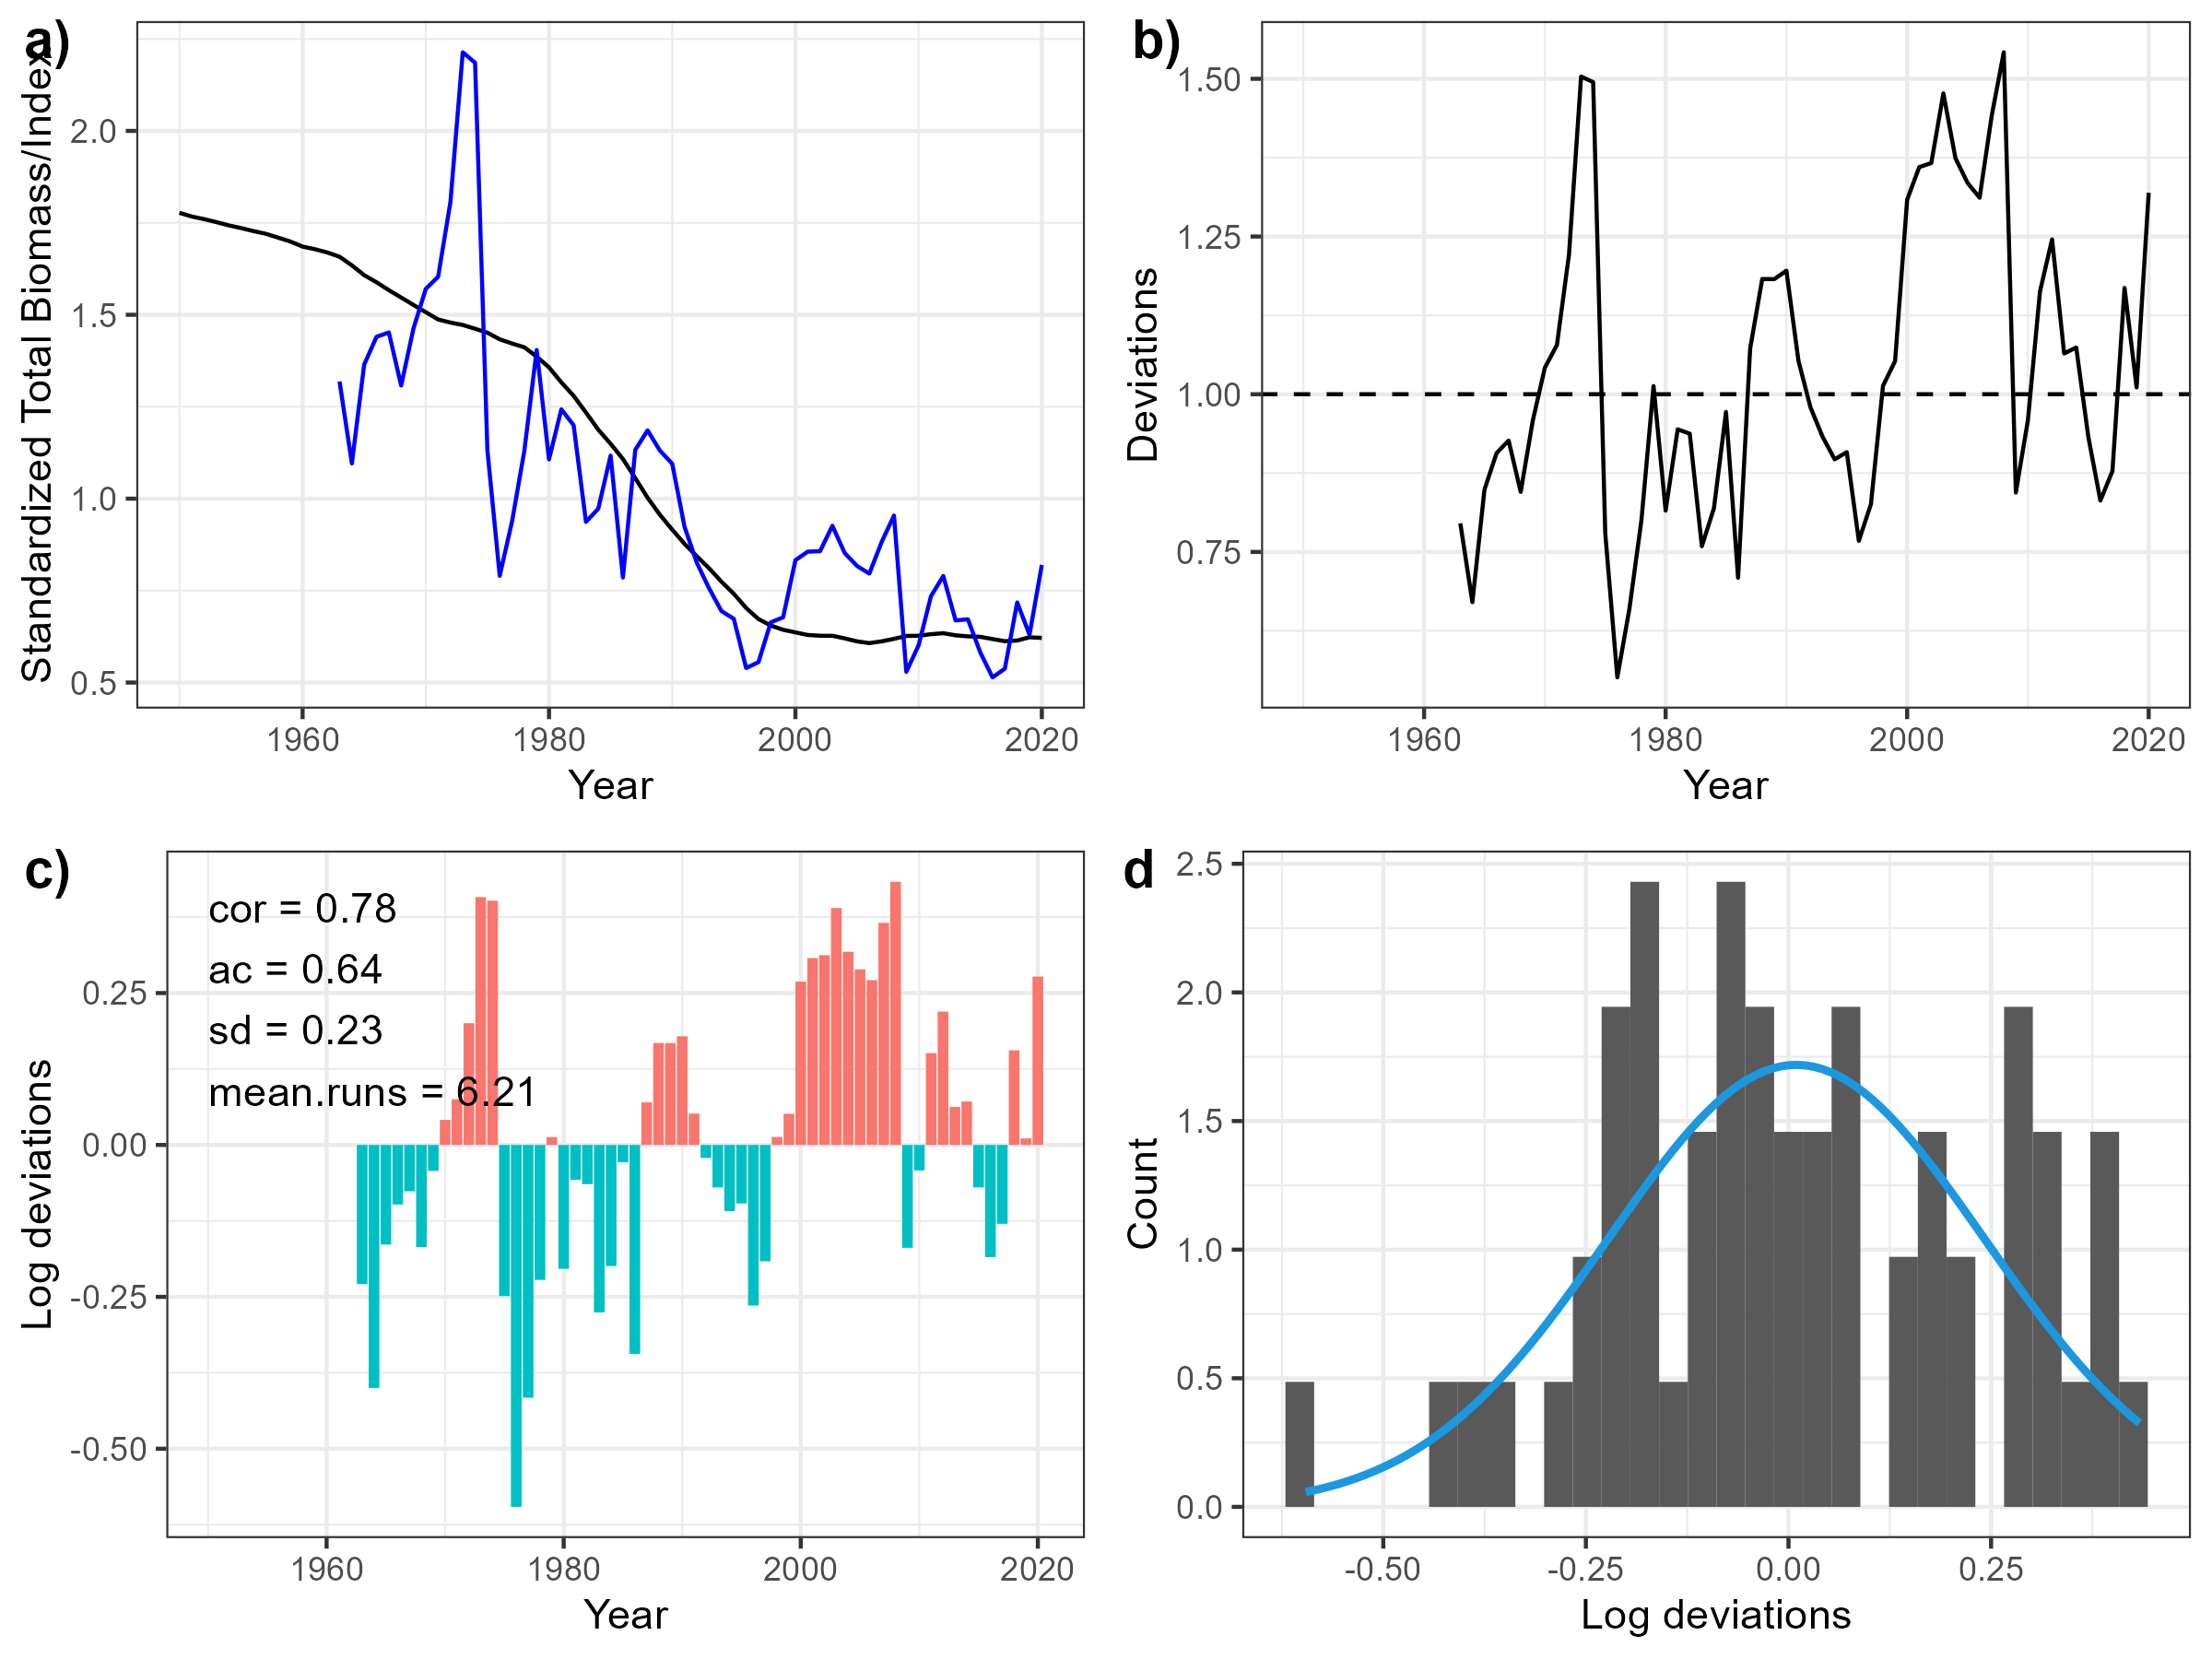 a)
Standardized Total Biomass/Index
2.0
1.5
1.0
0.5
1960 1980 2000 2020
Year
b)
Deviations
1.50
1.25
1.00
0.75
1960 1980 2000 2020
Year
c)
Log deviations
0.25
0.00
-0.25
-0.50
cor = 0.78
ac = 0.64
sd = 0.23
mean.runs = 6.21
1960 1980 2000 2020
Year
d
Count
2.5
2.0
1.5
1.0
0.5
0.0
-0.50 -0.25 0.00 0.25
Log deviations